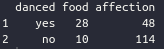 danced food affection
1 yes 28 48
2 no 10 114